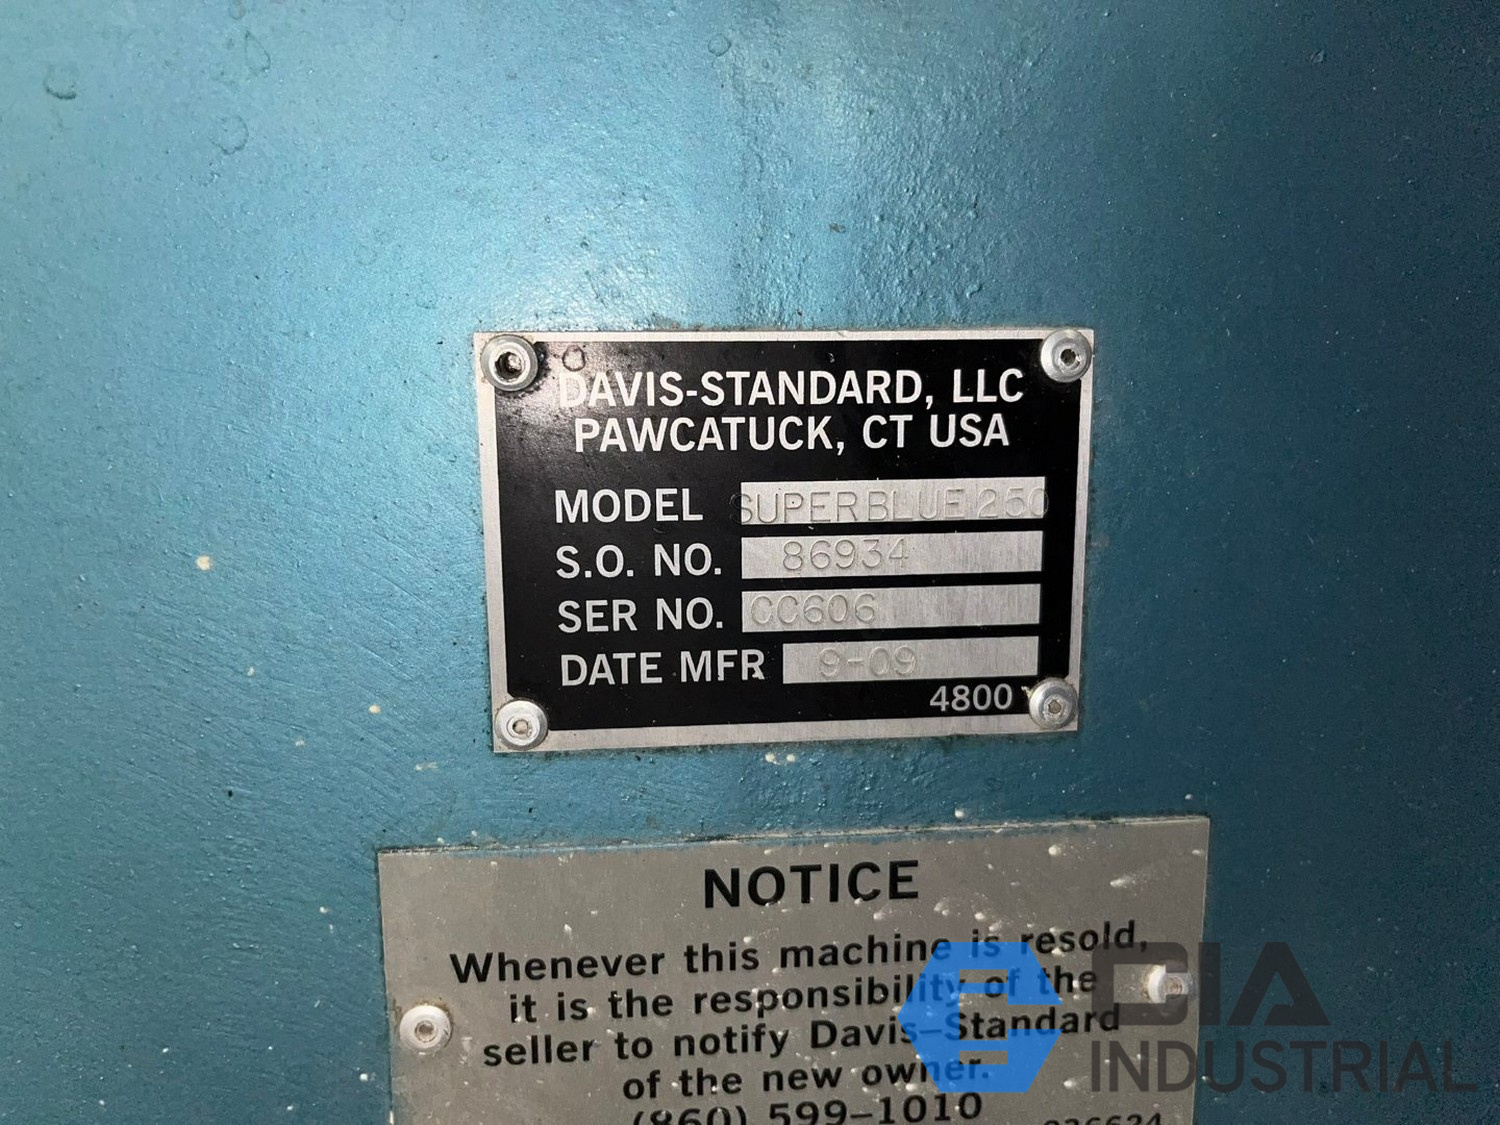 DAVIS-STANDARD, LLC
PAWCATUCK, CT USA
MODEL SUPERBLUE 250
S.O. NO. 86934
SER NO. CC606
DATE MFR 9-09
4800
NOTICE
Whenever this machine is resold,
it is the responsibility of the
seller to notify Davis-Standard
of the new owner.
(860) 599-1010
CIA
INDUSTRIAL